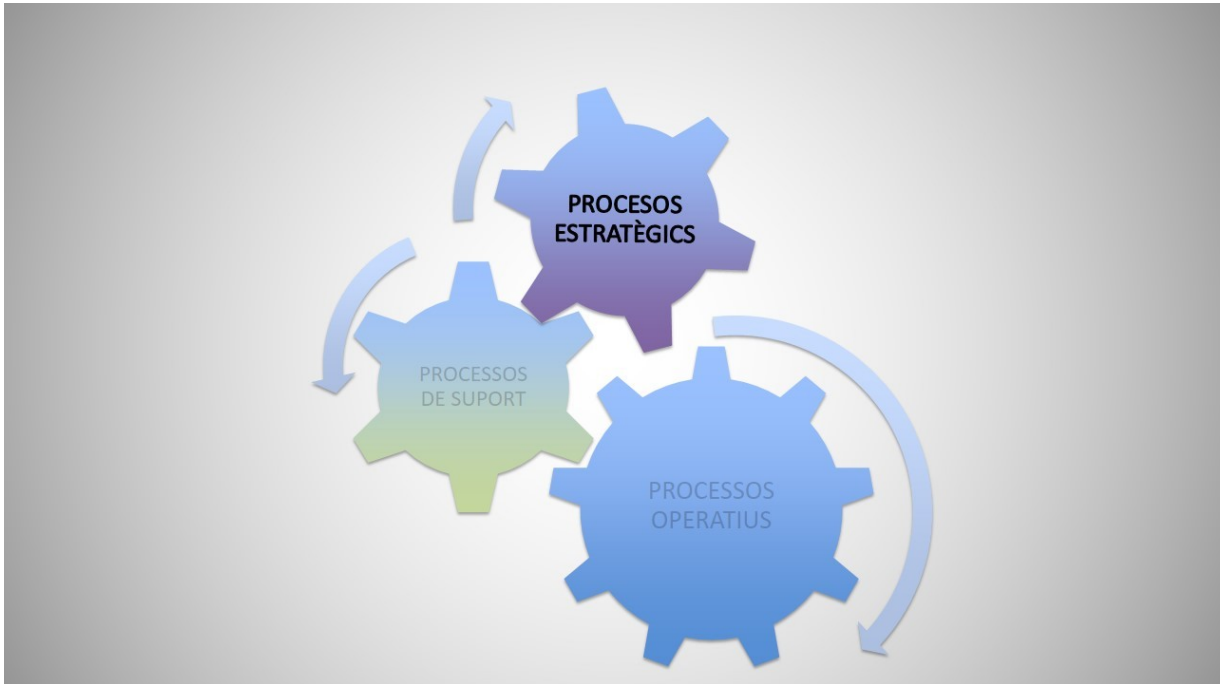 PROCESOS
ESTRATÈGICS
PROCESSOS
DE SUPORT
PROCESSOS
OPERATIUS